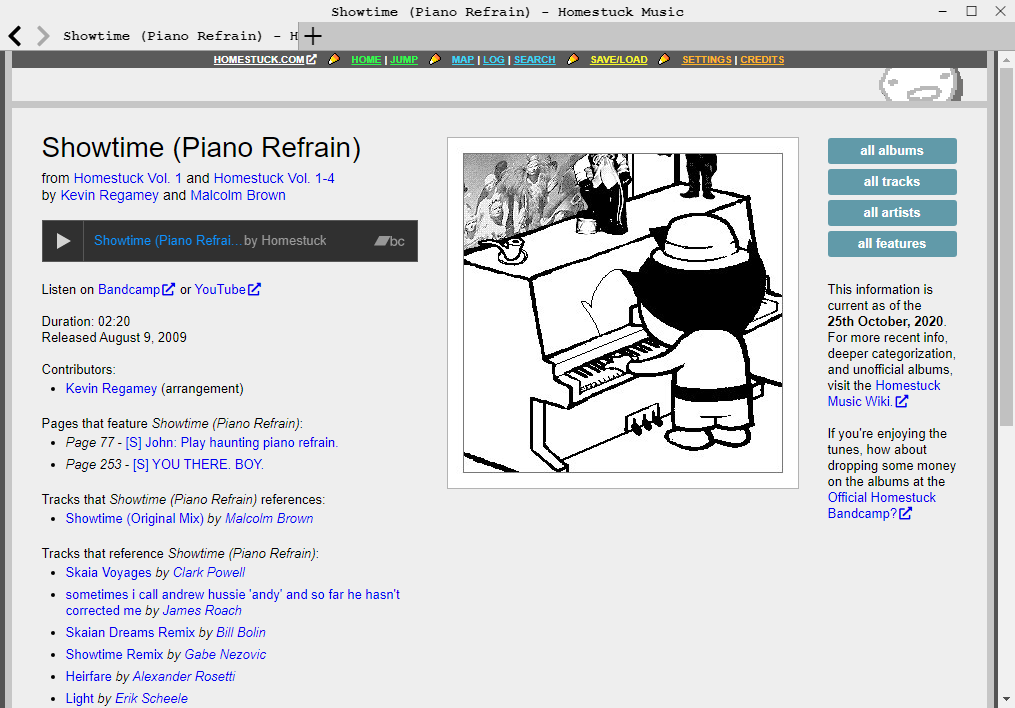 Showtime (Piano Refrain) - Homestuck Music
Showtime (Piano Refrain) - H
HOMESTUCK.COM HOME | JUMP MAP | LOG | SEARCH SAVE/LOAD SETTINGS | CREDITS
Showtime (Piano Refrain)
from Homestuck Vol. 1 and Homestuck Vol. 1-4
by Kevin Regamey and Malcolm Brown
Showtime (Piano Refrai... by Homestuck bc
Listen on Bandcamp or YouTube
Duration: 02:20
Released August 9, 2009
Contributors:
• Kevin Regamey (arrangement)
Pages that feature Showtime (Piano Refrain):
• Page 77 - [S] John: Play haunting piano refrain.
• Page 253 - [S] YOU THERE. BOY.
Tracks that Showtime (Piano Refrain) references:
• Showtime (Original Mix) by Malcolm Brown
Tracks that reference Showtime (Piano Refrain):
• Skaia Voyages by Clark Powell
• sometimes i call andrew hussie 'andy' and so far he hasn't
corrected me by James Roach
• Skaian Dreams Remix by Bill Bolin
• Showtime Remix by Gabe Nezovic
• Heirfare by Alexander Rosetti
• Light by Erik Scheele
all albums
all tracks
all artists
all features
This information is
current as of the
25th October, 2020.
For more recent info,
deeper categorization,
and unofficial albums,
visit the Homestuck
Music Wiki.
If you're enjoying the
tunes, how about
dropping some money
on the albums at the
Official Homestuck
Bandcamp?